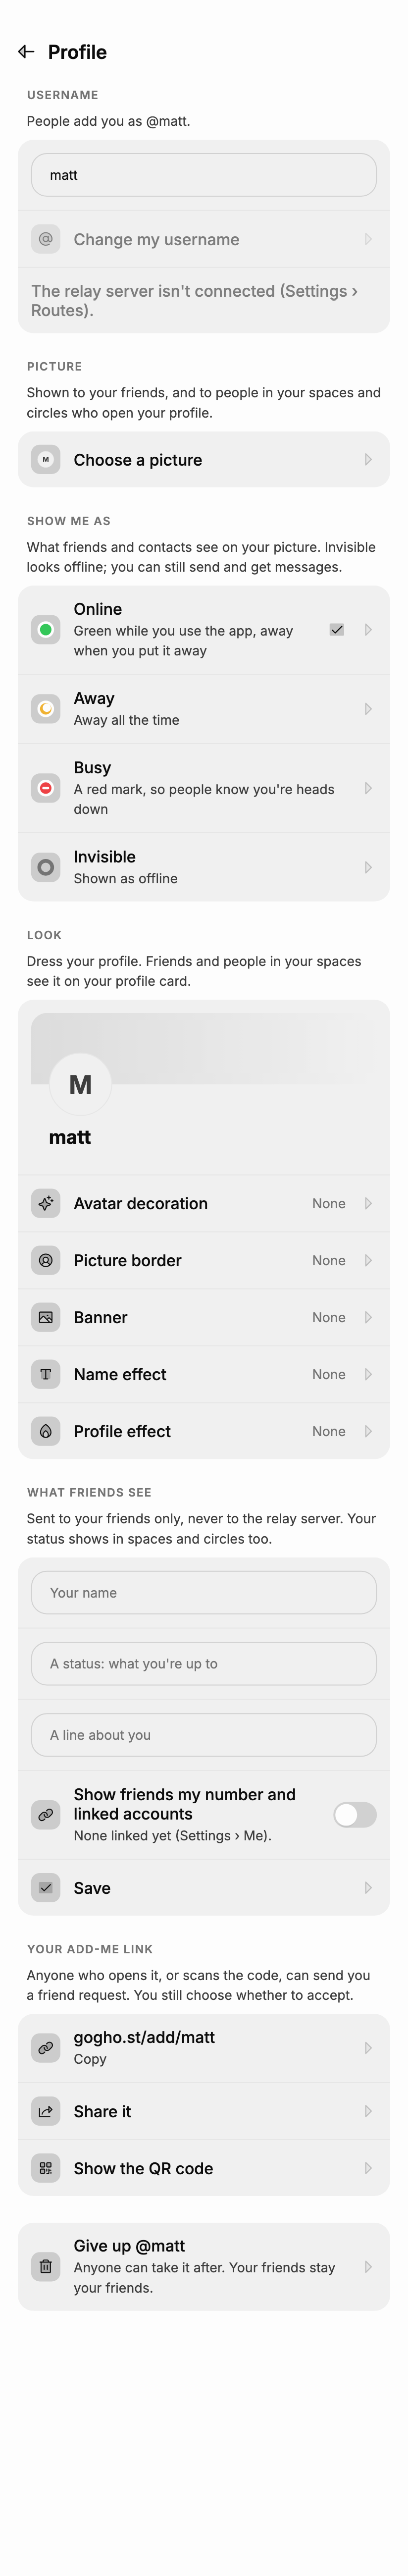 Profile
USERNAME
People add you as @matt.
matt
Change my username
The relay server isn't connected (Settings ›
Routes).
PICTURE
Shown to your friends, and to people in your spaces and
circles who open your profile.
M
Choose a picture
SHOW ME AS
What friends and contacts see on your picture. Invisible
looks offline; you can still send and get messages.
Online
Green while you use the app, away
when you put it away
Away
Away all the time
Busy
A red mark, so people know you're heads
down
Invisible
Shown as offline
LOOK
Dress your profile. Friends and people in your spaces
see it on your profile card.
M
matt
Avatar decoration
None
Picture border
None
Banner
None
Name effect
None
Profile effect
None
WHAT FRIENDS SEE
Sent to your friends only, never to the relay server. Your
status shows in spaces and circles too.
Your name
A status: what you're up to
A line about you
Show friends my number and
linked accounts
None linked yet (Settings › Me).
Save
YOUR ADD-ME LINK
Anyone who opens it, or scans the code, can send you
a friend request. You still choose whether to accept.
gogho.st/add/matt
Copy
Share it
Show the QR code
Give up @matt
Anyone can take it after. Your friends stay
your friends.